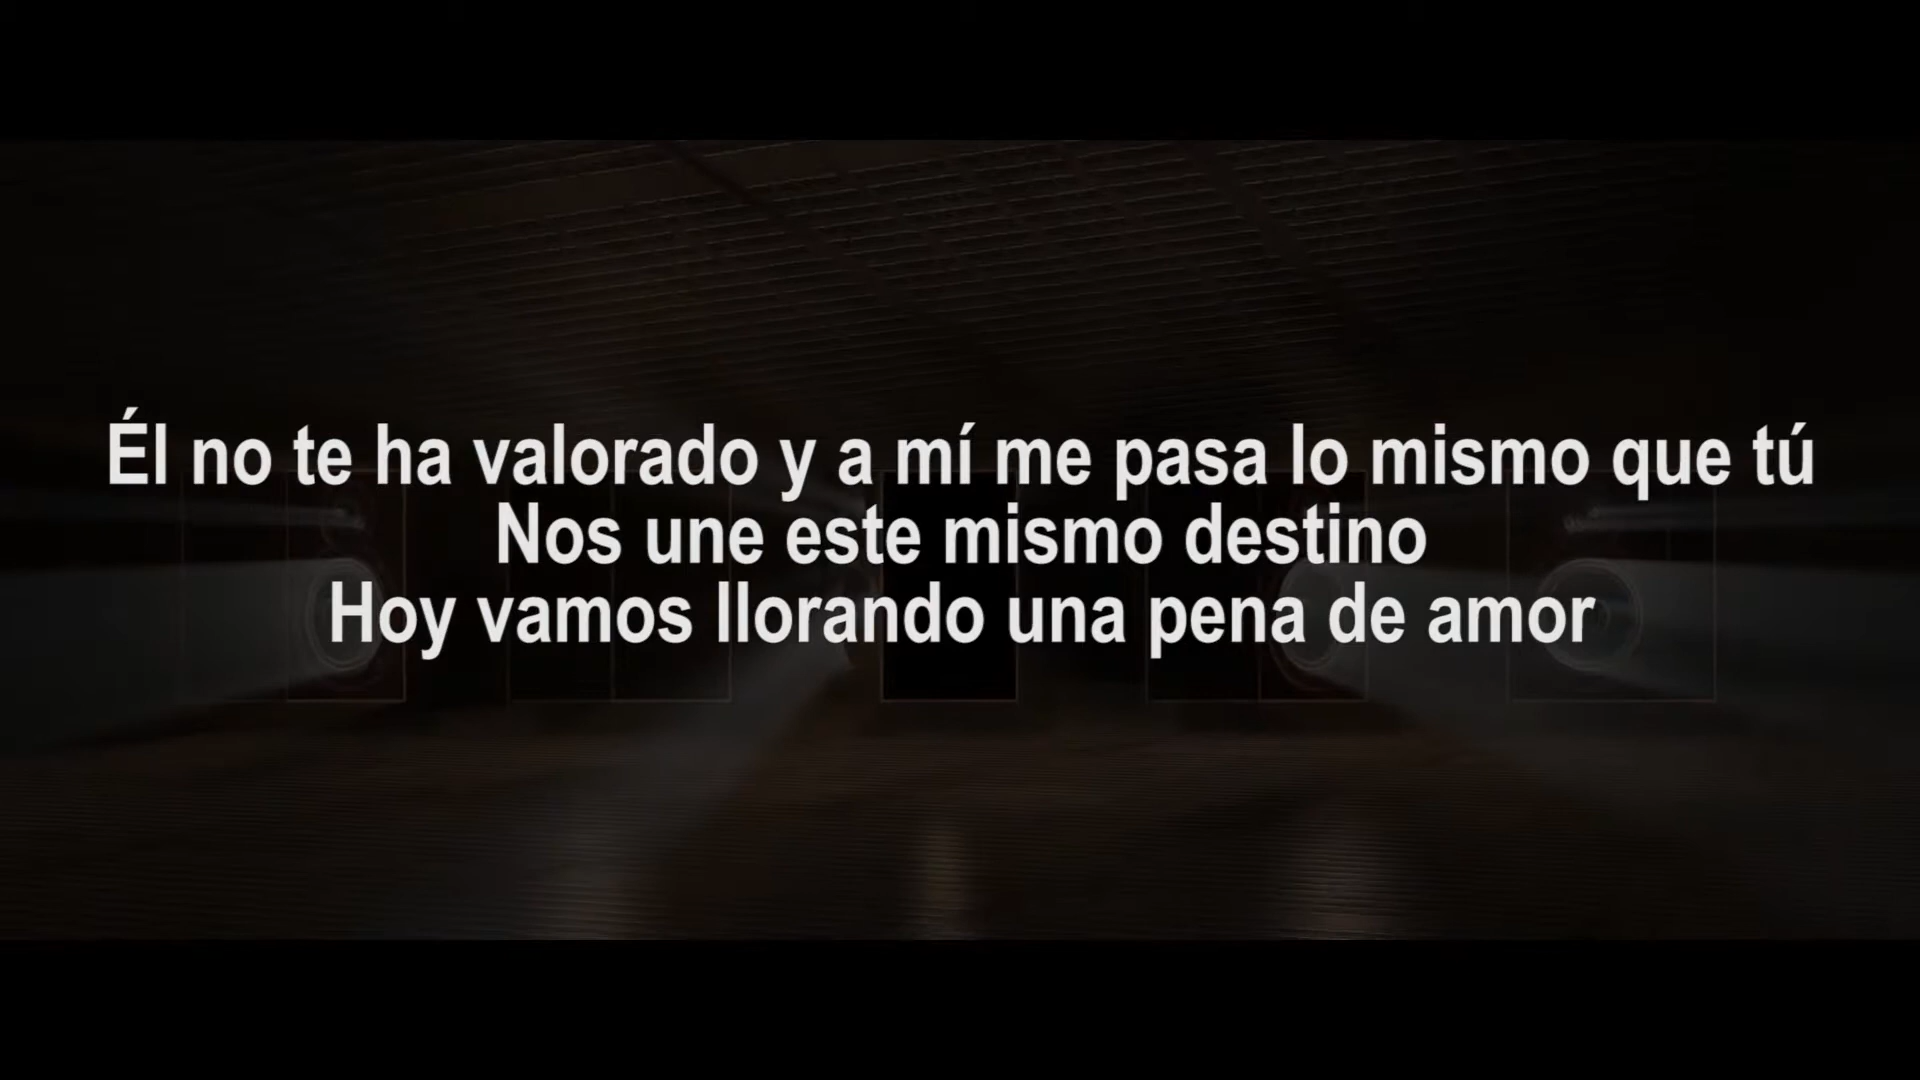 Él no te ha valorado y a mí me pasa lo mismo que tú
Nos une este mismo destino
Hoy vamos llorando una pena de amor